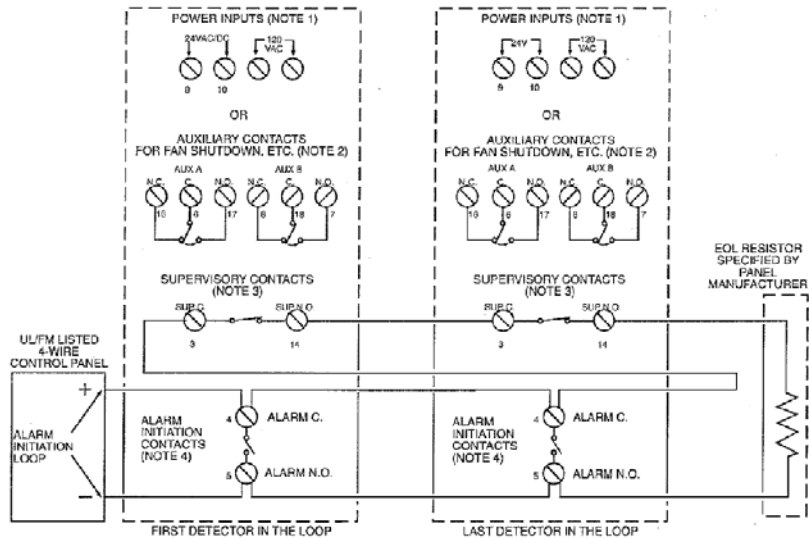 POWER INPUTS (NOTE 1)
24VAC/DC
120
VAC
9
10
OR
AUXILIARY CONTACTS
FOR FAN SHUTDOWN, ETC. (NOTE 2)
AUX A
AUX B
N.C.
C.
N.O.
N.C.
C.
N.O.
16
6
17
8
18
7
SUPERVISORY CONTACTS
(NOTE 3)
SUP.C.
SUP.N.O.
3
14
POWER INPUTS (NOTE 1)
24V
120
VAC
9
10
OR
AUXILIARY CONTACTS
FOR FAN SHUTDOWN, ETC. (NOTE 2)
AUX A
AUX B
N.C.
C.
N.O.
N.C.
C.
N.O.
16
6
17
8
18
7
SUPERVISORY CONTACTS
(NOTE 3)
SUP.C.
SUP.N.O.
3
14
EOL RESISTOR
SPECIFIED BY
PANEL
MANUFACTURER
UL/FM LISTED
4-WIRE
CONTROL PANEL
+
ALARM
INITIATION
LOOP
−
ALARM
INITIATION
CONTACTS
(NOTE 4)
4
ALARM C.
5
ALARM N.O.
ALARM
INITIATION
CONTACTS
(NOTE 4)
4
ALARM C.
5
ALARM N.O.
FIRST DETECTOR IN THE LOOP
LAST DETECTOR IN THE LOOP